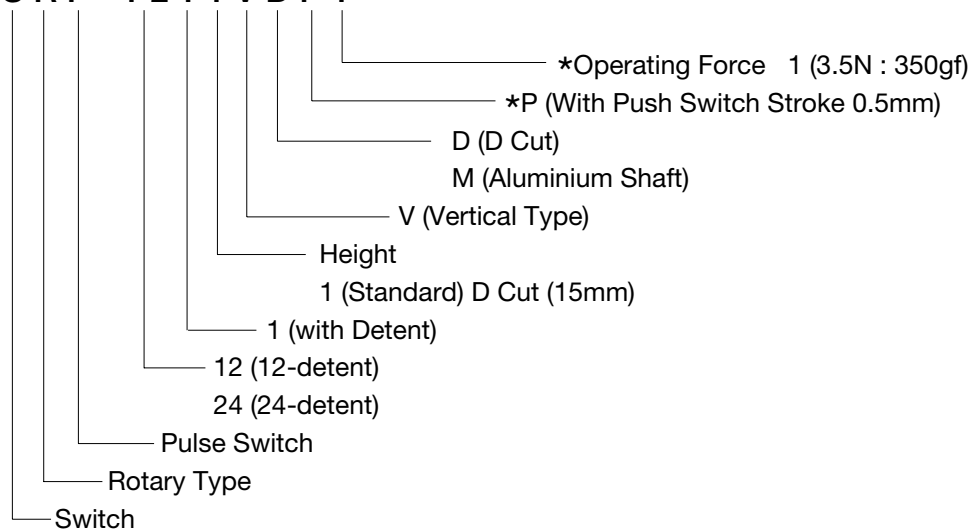 *Operating Force 1 (3.5N : 350gf)
*P (With Push Switch Stroke 0.5mm)
D (D Cut)
M (Aluminium Shaft)
V (Vertical Type)
Height
1 (Standard) D Cut (15mm)
1 (with Detent)
12 (12-detent)
24 (24-detent)
Pulse Switch
Rotary Type
Switch